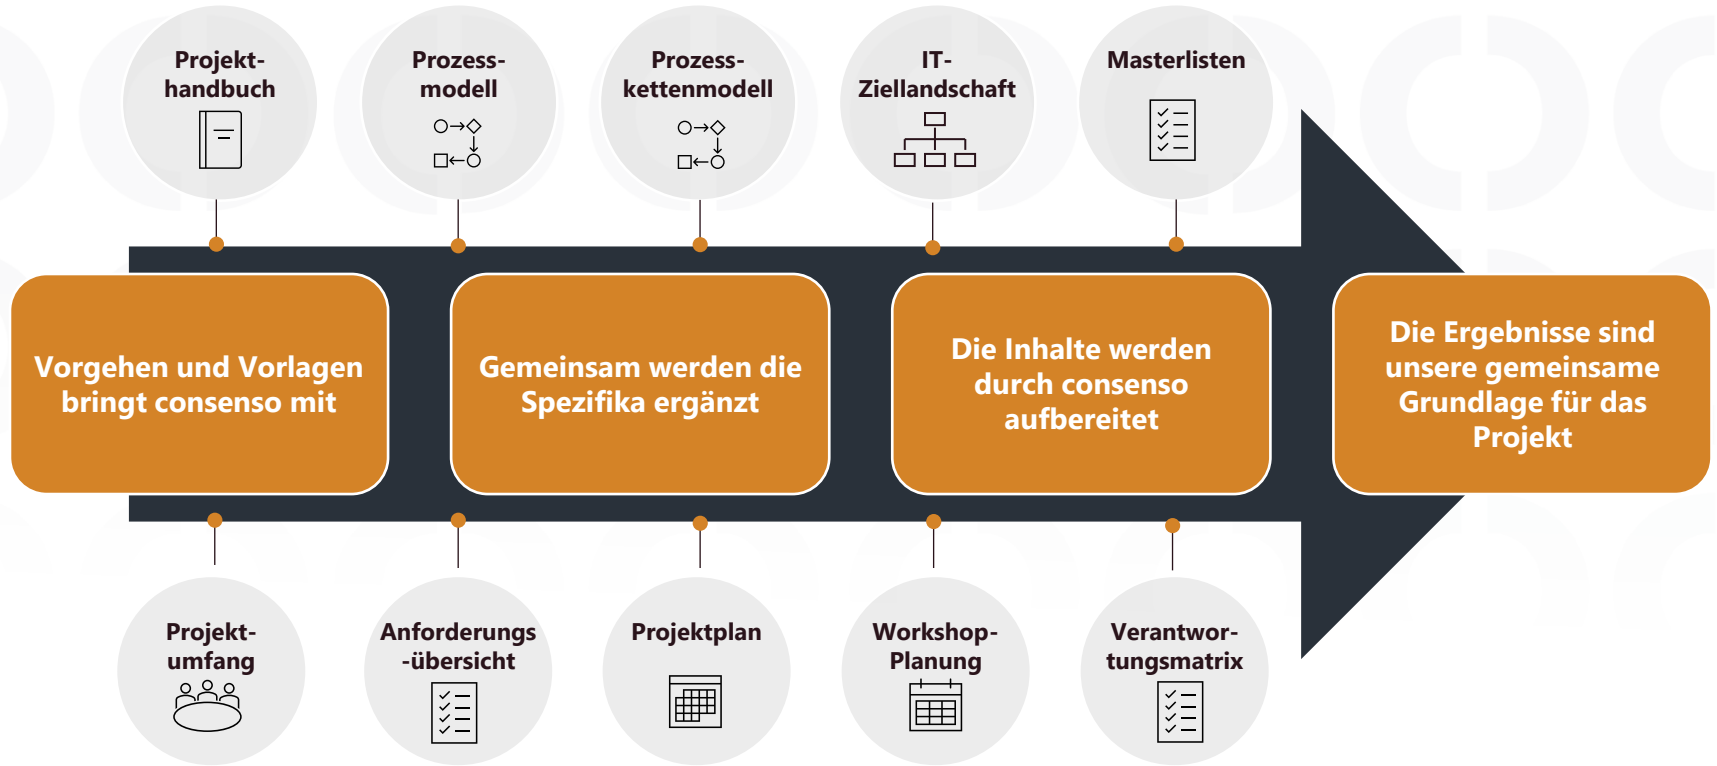 Projekt-
handbuch
Prozess-
modell
Prozess-
kettenmodell
IT-
Ziellandschaft
Masterlisten
Vorgehen und Vorlagen
bringt consenso mit
Gemeinsam werden die
Spezifika ergänzt
Die Inhalte werden
durch consenso
aufbereitet
Die Ergebnisse sind
unsere gemeinsame
Grundlage für das
Projekt
Projekt-
umfang
Anforderungs
-übersicht
Projektplan
Workshop-
Planung
Verantwor-
tungsmatrix